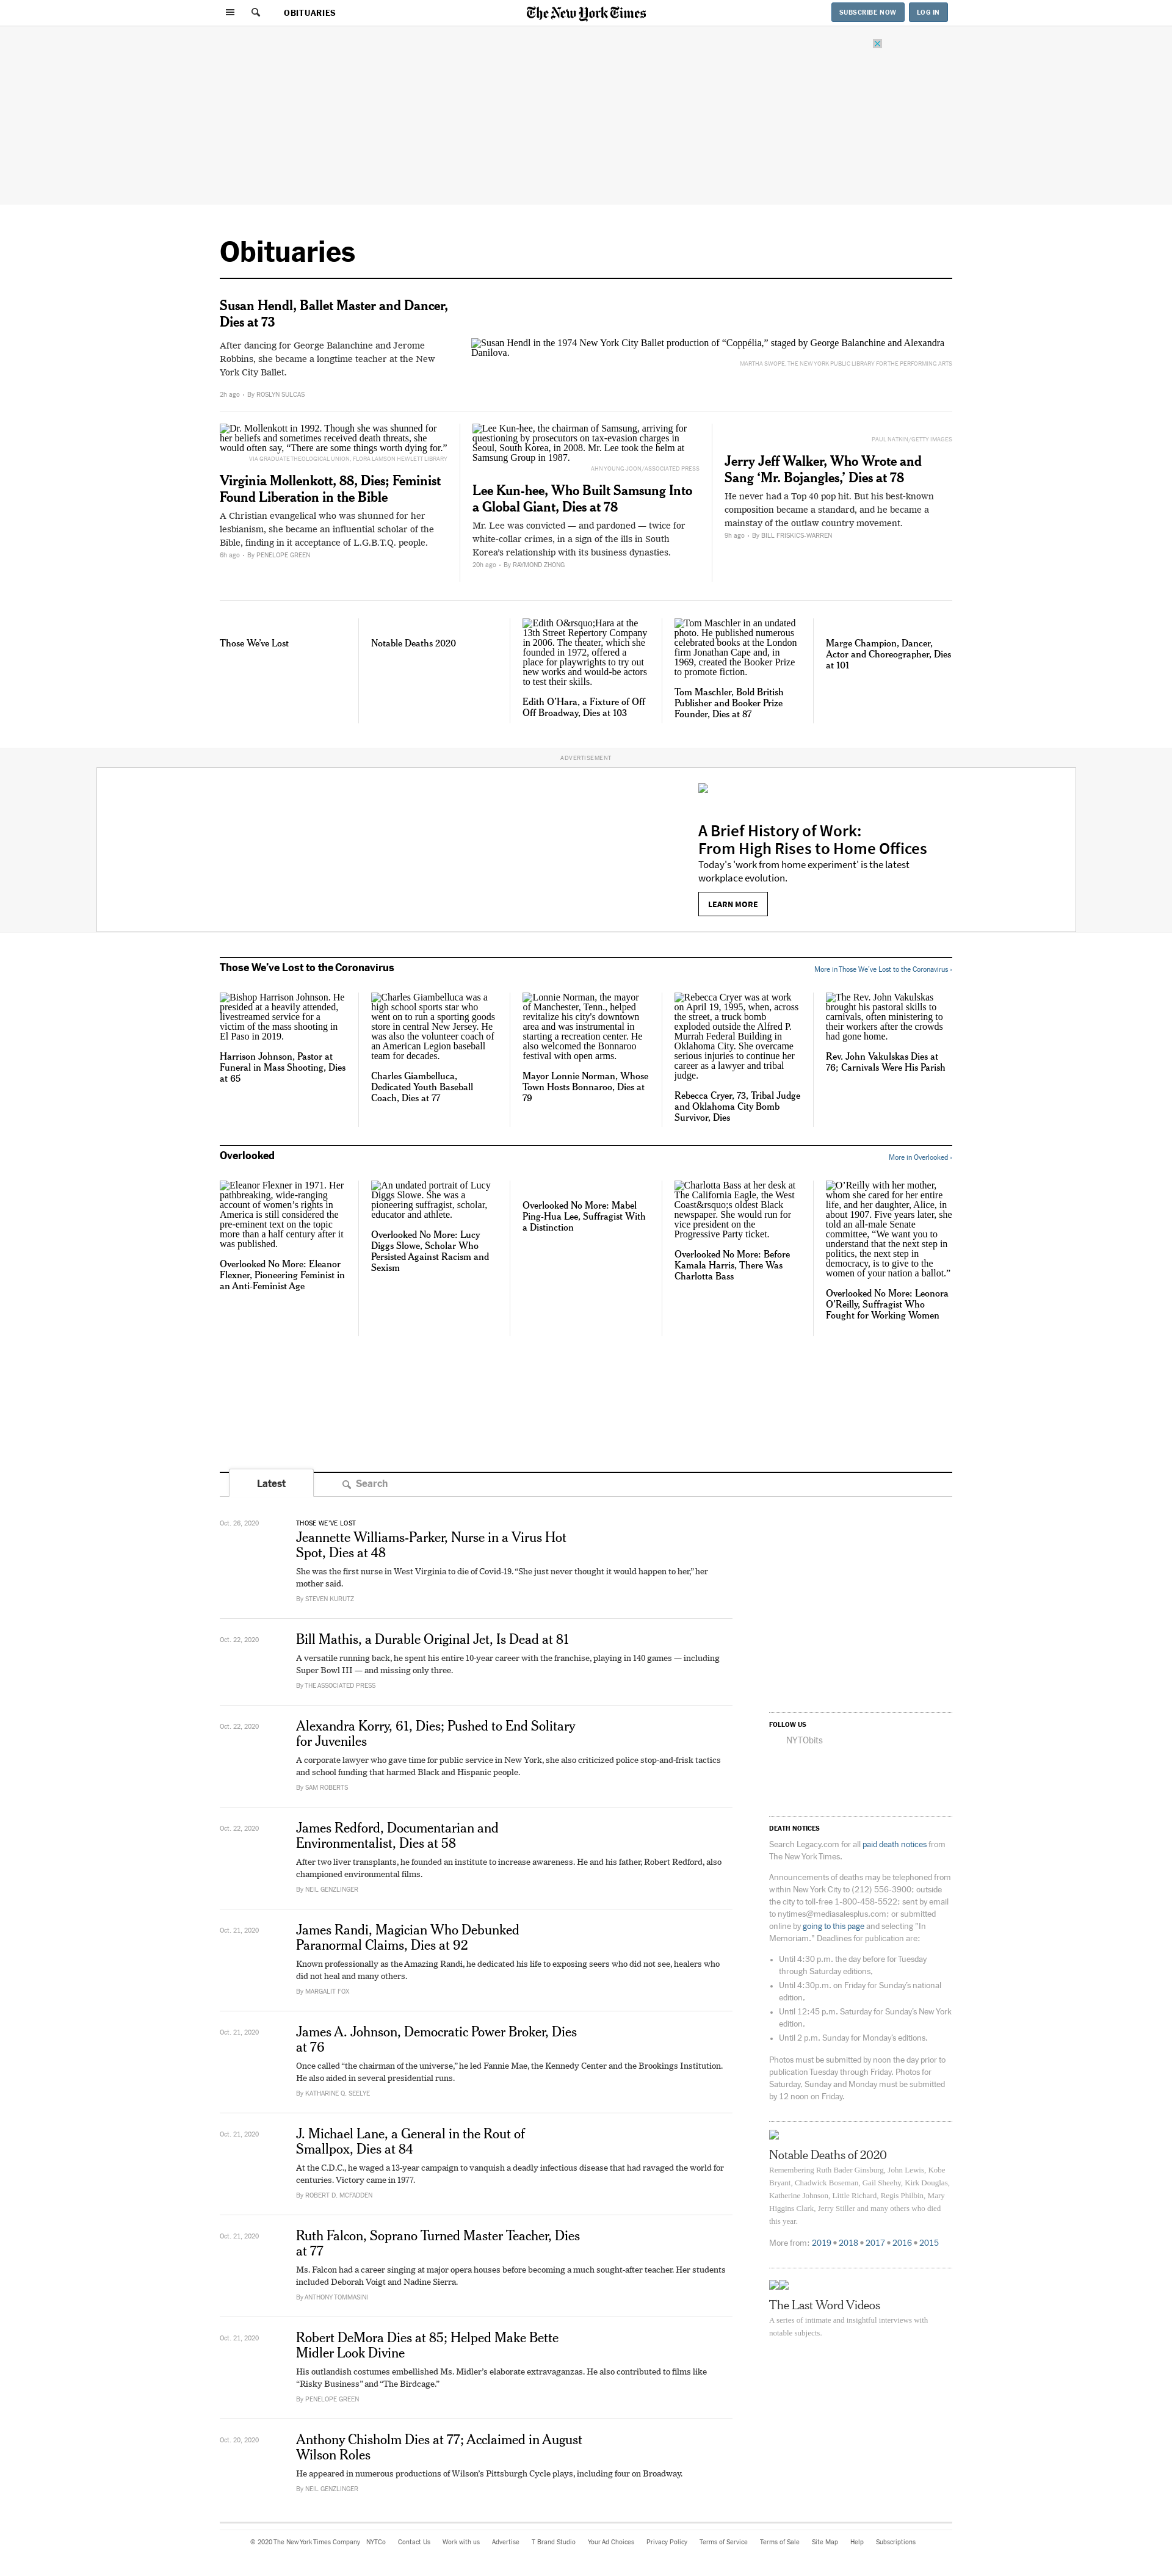 OBITUARIES
The New York Times
SUBSCRIBE NOW
LOG IN
Obituaries
Susan Hendl, Ballet Master and Dancer,
Dies at 73
After dancing for George Balanchine and Jerome
Robbins, she became a longtime teacher at the New
York City Ballet.
2h ago • By ROSLYN SULCAS
Susan Hendl in the 1974 New York City Ballet production of “Coppélia,” staged by George Balanchine and Alexandra
Danilova.
MARTHA SWOPE, THE NEW YORK PUBLIC LIBRARY FOR THE PERFORMING ARTS
Dr. Mollenkott in 1992. Though she was shunned for
her beliefs and sometimes received death threats, she
would often say, “There are some things worth dying for.”
VIA GRADUATE THEOLOGICAL UNION, FLORA LAMSON HEWLETT LIBRARY
Virginia Mollenkott, 88, Dies; Feminist
Found Liberation in the Bible
A Christian evangelical who was shunned for her
lesbianism, she became an influential scholar of the
Bible, finding in it acceptance of L.G.B.T.Q. people.
6h ago • By PENELOPE GREEN
Lee Kun-hee, the chairman of Samsung, arriving for
questioning by prosecutors on tax-evasion charges in
Seoul, South Korea, in 2008. Mr. Lee took the helm at
Samsung Group in 1987.
AHN YOUNG-JOON/ASSOCIATED PRESS
Lee Kun-hee, Who Built Samsung Into
a Global Giant, Dies at 78
Mr. Lee was convicted — and pardoned — twice for
white-collar crimes, in a sign of the ills in South
Korea’s relationship with its business dynasties.
20h ago • By RAYMOND ZHONG
PAUL NATKIN/GETTY IMAGES
Jerry Jeff Walker, Who Wrote and
Sang ‘Mr. Bojangles,’ Dies at 78
He never had a Top 40 pop hit. But his best-known
composition became a standard, and he became a
mainstay of the outlaw country movement.
9h ago • By BILL FRISKICS-WARREN
Those We’ve Lost
Notable Deaths 2020
Edith O&rsquo;Hara at the
13th Street Repertory Company
in 2006. The theater, which she
founded in 1972, offered a
place for playwrights to try out
new works and would-be actors
to test their skills.
Edith O’Hara, a Fixture of Off
Off Broadway, Dies at 103
Tom Maschler in an undated
photo. He published numerous
celebrated books at the London
firm Jonathan Cape and, in
1969, created the Booker Prize
to promote fiction.
Tom Maschler, Bold British
Publisher and Booker Prize
Founder, Dies at 87
Marge Champion, Dancer,
Actor and Choreographer, Dies
at 101
ADVERTISEMENT
A Brief History of Work:
From High Rises to Home Offices
Today's 'work from home experiment' is the latest
workplace evolution.
LEARN MORE
Those We’ve Lost to the Coronavirus
More in Those We’ve Lost to the Coronavirus ›
Bishop Harrison Johnson. He
presided at a heavily attended,
livestreamed service for a
victim of the mass shooting in
El Paso in 2019.
Harrison Johnson, Pastor at
Funeral in Mass Shooting, Dies
at 65
Charles Giambelluca was a
high school sports star who
went on to run a sporting goods
store in central New Jersey. He
was also the volunteer coach of
an American Legion baseball
team for decades.
Charles Giambelluca,
Dedicated Youth Baseball
Coach, Dies at 77
Lonnie Norman, the mayor
of Manchester, Tenn., helped
revitalize his city's downtown
area and was instrumental in
starting a recreation center. He
also welcomed the Bonnaroo
festival with open arms.
Mayor Lonnie Norman, Whose
Town Hosts Bonnaroo, Dies at
79
Rebecca Cryer was at work
on April 19, 1995, when, across
the street, a truck bomb
exploded outside the Alfred P.
Murrah Federal Building in
Oklahoma City. She overcame
serious injuries to continue her
career as a lawyer and tribal
judge.
Rebecca Cryer, 73, Tribal Judge
and Oklahoma City Bomb
Survivor, Dies
The Rev. John Vakulskas
brought his pastoral skills to
carnivals, often ministering to
their workers after the crowds
had gone home.
Rev. John Vakulskas Dies at
76; Carnivals Were His Parish
Overlooked
More in Overlooked ›
Eleanor Flexner in 1971. Her
pathbreaking, wide-ranging
account of women’s rights in
America is still considered the
pre-eminent text on the topic
more than a half century after it
was published.
Overlooked No More: Eleanor
Flexner, Pioneering Feminist in
an Anti-Feminist Age
An undated portrait of Lucy
Diggs Slowe. She was a
pioneering suffragist, scholar,
educator and athlete.
Overlooked No More: Lucy
Diggs Slowe, Scholar Who
Persisted Against Racism and
Sexism
Overlooked No More: Mabel
Ping-Hua Lee, Suffragist With
a Distinction
Charlotta Bass at her desk at
The California Eagle, the West
Coast&rsquo;s oldest Black
newspaper. She would run for
vice president on the
Progressive Party ticket.
Overlooked No More: Before
Kamala Harris, There Was
Charlotta Bass
O’Reilly with her mother,
whom she cared for her entire
life, and her daughter, Alice, in
about 1907. Five years later, she
told an all-male Senate
committee, “We want you to
understand that the next step in
politics, the next step in
democracy, is to give to the
women of your nation a ballot.”
Overlooked No More: Leonora
O’Reilly, Suffragist Who
Fought for Working Women
Latest
Search
Oct. 26, 2020
THOSE WE’VE LOST
Jeannette Williams-Parker, Nurse in a Virus Hot
Spot, Dies at 48
She was the first nurse in West Virginia to die of Covid-19. “She just never thought it would happen to her,” her
mother said.
By STEVEN KURUTZ
Oct. 22, 2020
Bill Mathis, a Durable Original Jet, Is Dead at 81
A versatile running back, he spent his entire 10-year career with the franchise, playing in 140 games — including
Super Bowl III — and missing only three.
By THE ASSOCIATED PRESS
Oct. 22, 2020
Alexandra Korry, 61, Dies; Pushed to End Solitary
for Juveniles
A corporate lawyer who gave time for public service in New York, she also criticized police stop-and-frisk tactics
and school funding that harmed Black and Hispanic people.
By SAM ROBERTS
Oct. 22, 2020
James Redford, Documentarian and
Environmentalist, Dies at 58
After two liver transplants, he founded an institute to increase awareness. He and his father, Robert Redford, also
championed environmental films.
By NEIL GENZLINGER
Oct. 21, 2020
James Randi, Magician Who Debunked
Paranormal Claims, Dies at 92
Known professionally as the Amazing Randi, he dedicated his life to exposing seers who did not see, healers who
did not heal and many others.
By MARGALIT FOX
Oct. 21, 2020
James A. Johnson, Democratic Power Broker, Dies
at 76
Once called “the chairman of the universe,” he led Fannie Mae, the Kennedy Center and the Brookings Institution.
He also aided in several presidential runs.
By KATHARINE Q. SEELYE
Oct. 21, 2020
J. Michael Lane, a General in the Rout of
Smallpox, Dies at 84
At the C.D.C., he waged a 13-year campaign to vanquish a deadly infectious disease that had ravaged the world for
centuries. Victory came in 1977.
By ROBERT D. MCFADDEN
Oct. 21, 2020
Ruth Falcon, Soprano Turned Master Teacher, Dies
at 77
Ms. Falcon had a career singing at major opera houses before becoming a much sought-after teacher. Her students
included Deborah Voigt and Nadine Sierra.
By ANTHONY TOMMASINI
Oct. 21, 2020
Robert DeMora Dies at 85; Helped Make Bette
Midler Look Divine
His outlandish costumes embellished Ms. Midler’s elaborate extravaganzas. He also contributed to films like
“Risky Business” and “The Birdcage.”
By PENELOPE GREEN
Oct. 20, 2020
Anthony Chisholm Dies at 77; Acclaimed in August
Wilson Roles
He appeared in numerous productions of Wilson’s Pittsburgh Cycle plays, including four on Broadway.
By NEIL GENZLINGER
FOLLOW US
NYTObits
DEATH NOTICES
Search Legacy.com for all paid death notices from
The New York Times.
Announcements of deaths may be telephoned from
within New York City to (212) 556-3900; outside
the city to toll-free 1-800-458-5522; sent by email
to nytimes@mediasalesplus.com; or submitted
online by going to this page and selecting "In
Memoriam." Deadlines for publication are:
• Until 4:30 p.m. the day before for Tuesday
through Saturday editions.
• Until 4:30p.m. on Friday for Sunday's national
edition.
• Until 12:45 p.m. Saturday for Sunday's New York
edition.
• Until 2 p.m. Sunday for Monday's editions.
Photos must be submitted by noon the day prior to
publication Tuesday through Friday. Photos for
Saturday, Sunday and Monday must be submitted
by 12 noon on Friday.
Notable Deaths of 2020
Remembering Ruth Bader Ginsburg, John Lewis, Kobe
Bryant, Chadwick Boseman, Gail Sheehy, Kirk Douglas,
Katherine Johnson, Little Richard, Regis Philbin, Mary
Higgins Clark, Jerry Stiller and many others who died
this year.
More from: 2019 • 2018 • 2017 • 2016 • 2015
The Last Word Videos
A series of intimate and insightful interviews with
notable subjects.
© 2020 The New York Times Company NYTCo Contact Us Work with us Advertise T Brand Studio Your Ad Choices Privacy Policy Terms of Service Terms of Sale Site Map Help Subscriptions